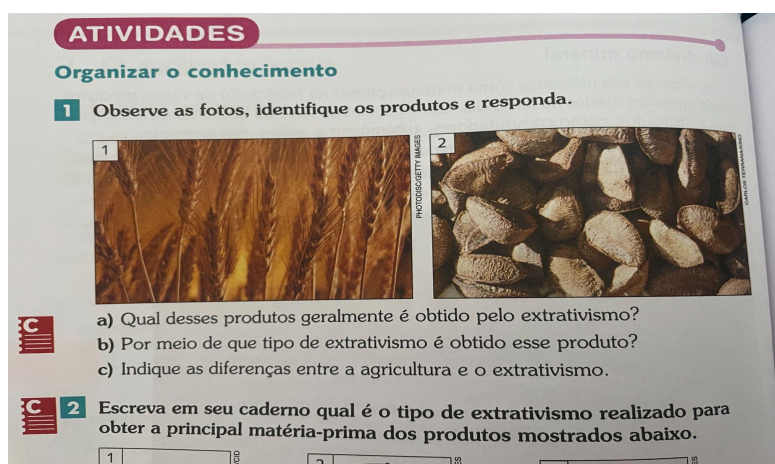 ATIVIDADES
Organizar o conhecimento
1 Observe as fotos, identifique os produtos e responda.
1
PHOTODISC/GETTY IMAGES
2
CARLOS TERRANA/KINO
C
a) Qual desses produtos geralmente é obtido pelo extrativismo?
b) Por meio de que tipo de extrativismo é obtido esse produto?
c) Indique as diferenças entre a agricultura e o extrativismo.
C 2 Escreva em seu caderno qual é o tipo de extrativismo realizado para
obter a principal matéria-prima dos produtos mostrados abaixo.
1